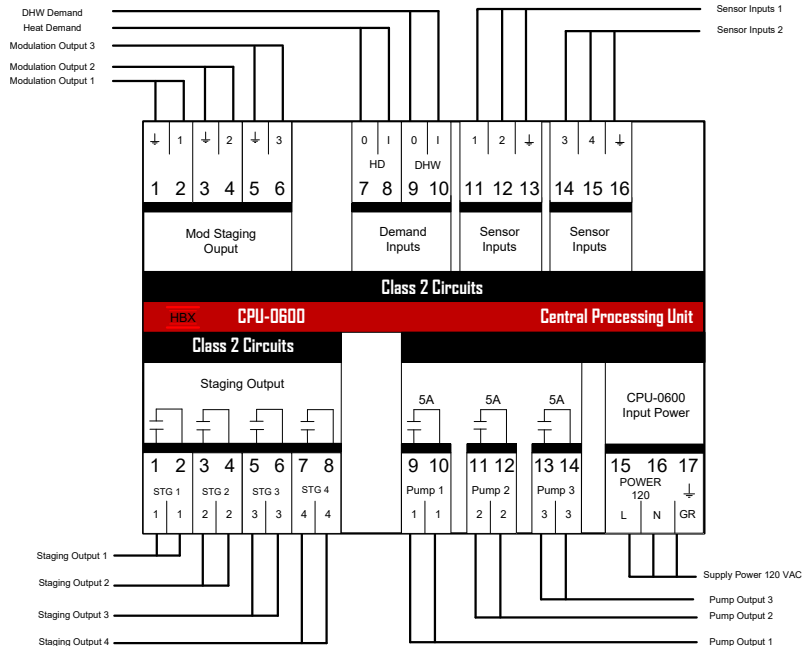 DHW Demand
Heat Demand
Modulation Output 3
Modulation Output 2
Modulation Output 1
Sensor Inputs 1
Sensor Inputs 2
1 2 3
0 I 0 I
1 2
3 4
HD DHW
1 2 3 4 5 6
7 8 9 10
11 12 13
14 15 16
Mod Staging
Ouput
Demand
Inputs
Sensor
Inputs
Sensor
Inputs
Class 2 Circuits
HBX CPU-0600 Central Processing Unit
Class 2 Circuits
Staging Output
5A 5A 5A
CPU-0600
Input Power
1 2 3 4 5 6 7 8
9 10 11 12 13 14
15 16 17
STG 1 STG 2 STG 3 STG 4
Pump 1 Pump 2 Pump 3
POWER
120
1 1 2 2 3 3 4 4
1 1 2 2 3 3
L N GR
Staging Output 1
Staging Output 2
Staging Output 3
Staging Output 4
Supply Power 120 VAC
Pump Output 3
Pump Output 2
Pump Output 1